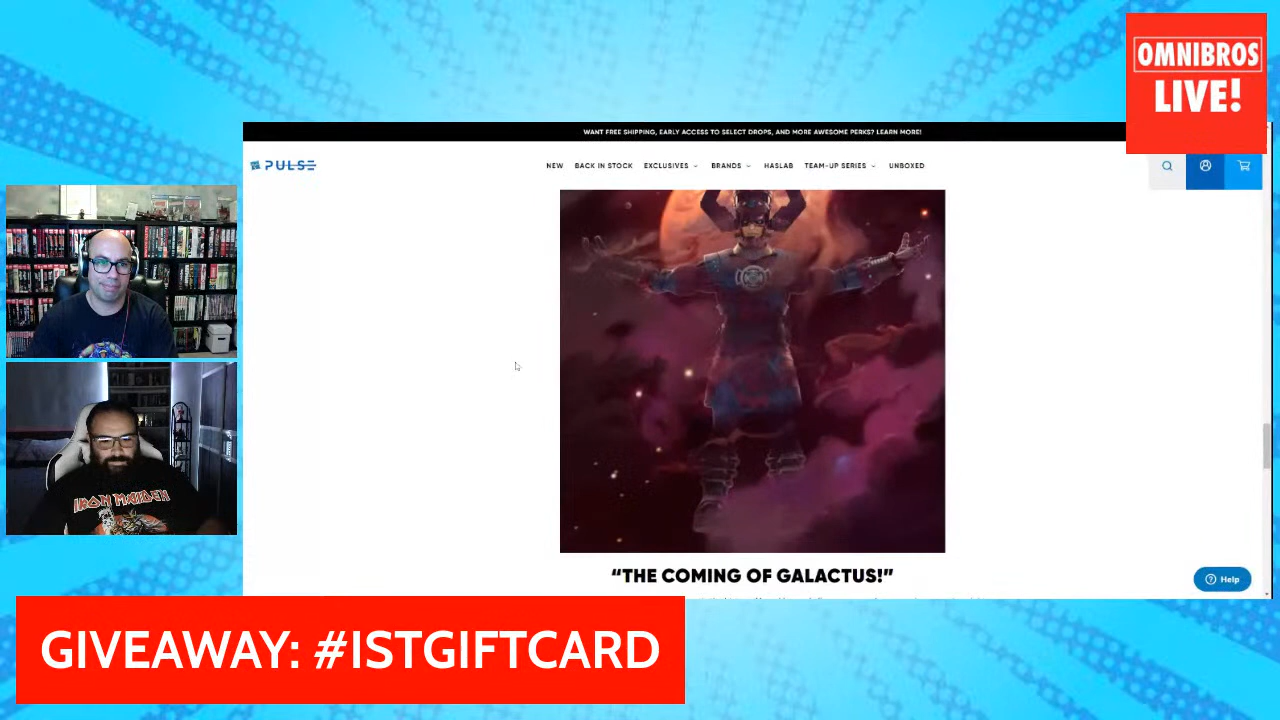 OMNIBROS
LIVE!
WANT FREE SHIPPING, EARLY ACCESS TO SELECT DROPS, AND MORE AWESOME PERKS? LEARN MORE!
PULSE
NEW BACK IN STOCK EXCLUSIVES BRANDS HASLAB TEAM-UP SERIES UNBOXED
IRON MAIDEN
“THE COMING OF GALACTUS!”
Help
GIVEAWAY: #ISTGIFTCARD